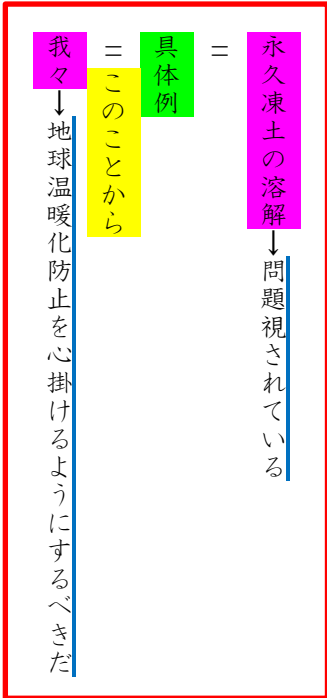 永久凍土の溶解↓問題視されている
＝
具体例
＝
このことから
我々↓地球温暖化防止を心掛けるようにするべきだ